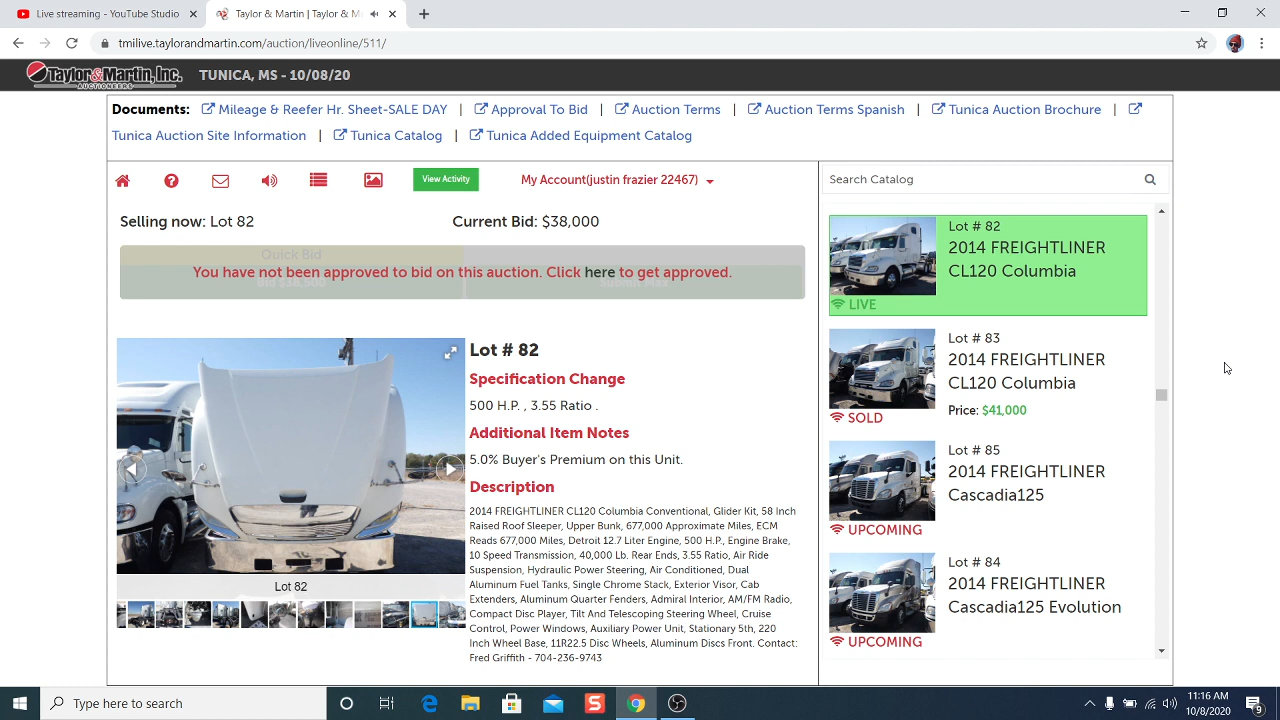 Live streaming - YouTube Studio
Taylor & Martin | Taylor & M
tmilive.taylorandmartin.com/auction/liveonline/511/
Taylor & Martin, Inc.
AUCTIONEERS
TUNICA, MS - 10/08/20
Documents: Mileage & Reefer Hr. Sheet-SALE DAY | Approval To Bid | Auction Terms | Auction Terms Spanish | Tunica Auction Brochure |
Tunica Auction Site Information | Tunica Catalog | Tunica Added Equipment Catalog
View Activity
My Account(justin frazier 22467)
Selling now: Lot 82
Current Bid: $38,000
Quick Bid
You have not been approved to bid on this auction. Click here to get approved.
Bid $38,500
Submit Max
Lot 82
Lot # 82
Specification Change
500 H.P. , 3.55 Ratio .
Additional Item Notes
5.0% Buyer's Premium on this Unit.
Description
2014 FREIGHTLINER CL120 Columbia Conventional, Glider Kit, 58 Inch
Raised Roof Sleeper, Upper Bunk, 677,000 Approximate Miles, ECM
Reads 677,000 Miles, Detroit 12.7 Liter Engine, 500 H.P., Engine Brake,
10 Speed Transmission, 40,000 Lb. Rear Ends, 3.55 Ratio, Air Ride
Suspension, Hydraulic Power Steering, Air Conditioned, Dual
Aluminum Fuel Tanks, Single Chrome Stack, Exterior Visor, Cab
Extenders, Aluminum Quarter Fenders, Admiral Interior, AM/FM Radio,
Compact Disc Player, Tilt And Telescoping Steering Wheel, Cruise
Control, Power Windows, Auxiliary Power Unit, Stationary 5th, 220
Inch Wheel Base, 11R22.5 Disc Wheels, Aluminum Discs Front. Contact:
Fred Griffith - 704-236-9743
Search Catalog
Lot # 82
2014 FREIGHTLINER
CL120 Columbia
LIVE
Lot # 83
2014 FREIGHTLINER
CL120 Columbia
Price: $41,000
SOLD
Lot # 85
2014 FREIGHTLINER
Cascadia125
UPCOMING
Lot # 84
2014 FREIGHTLINER
Cascadia125 Evolution
UPCOMING
Type here to search
11:16 AM
10/8/2020
9